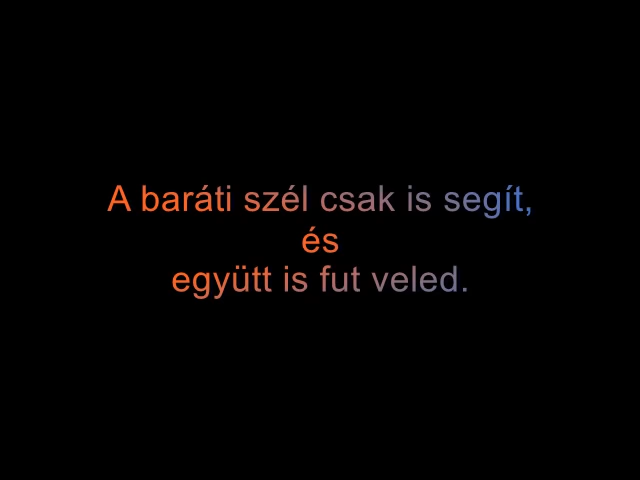 A baráti szél csak is segít,
és
együtt is fut veled.